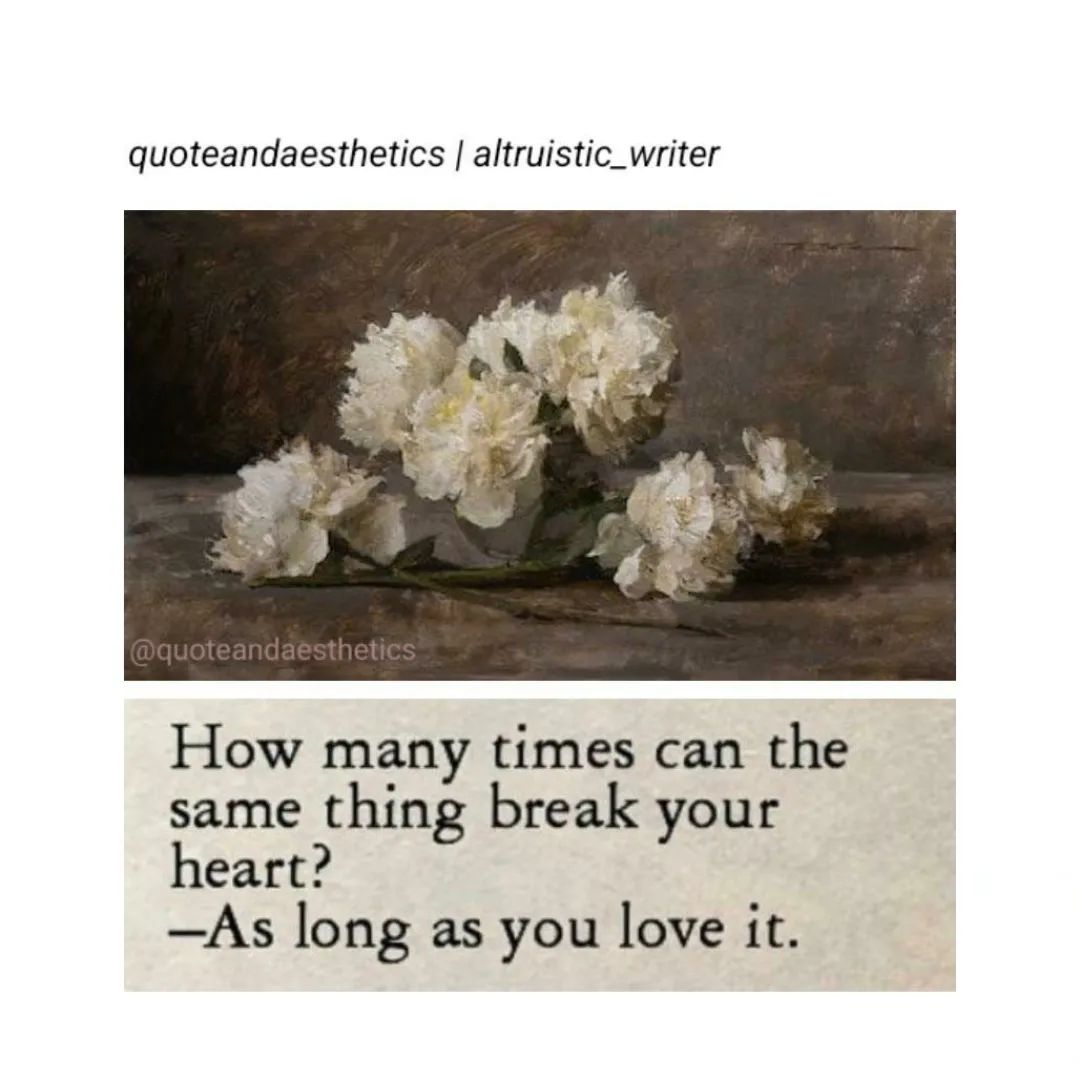 quoteandaesthetics | altruistic_writer
@quoteandaesthetics
How many times can the
same thing break your
heart?
—As long as you love it.